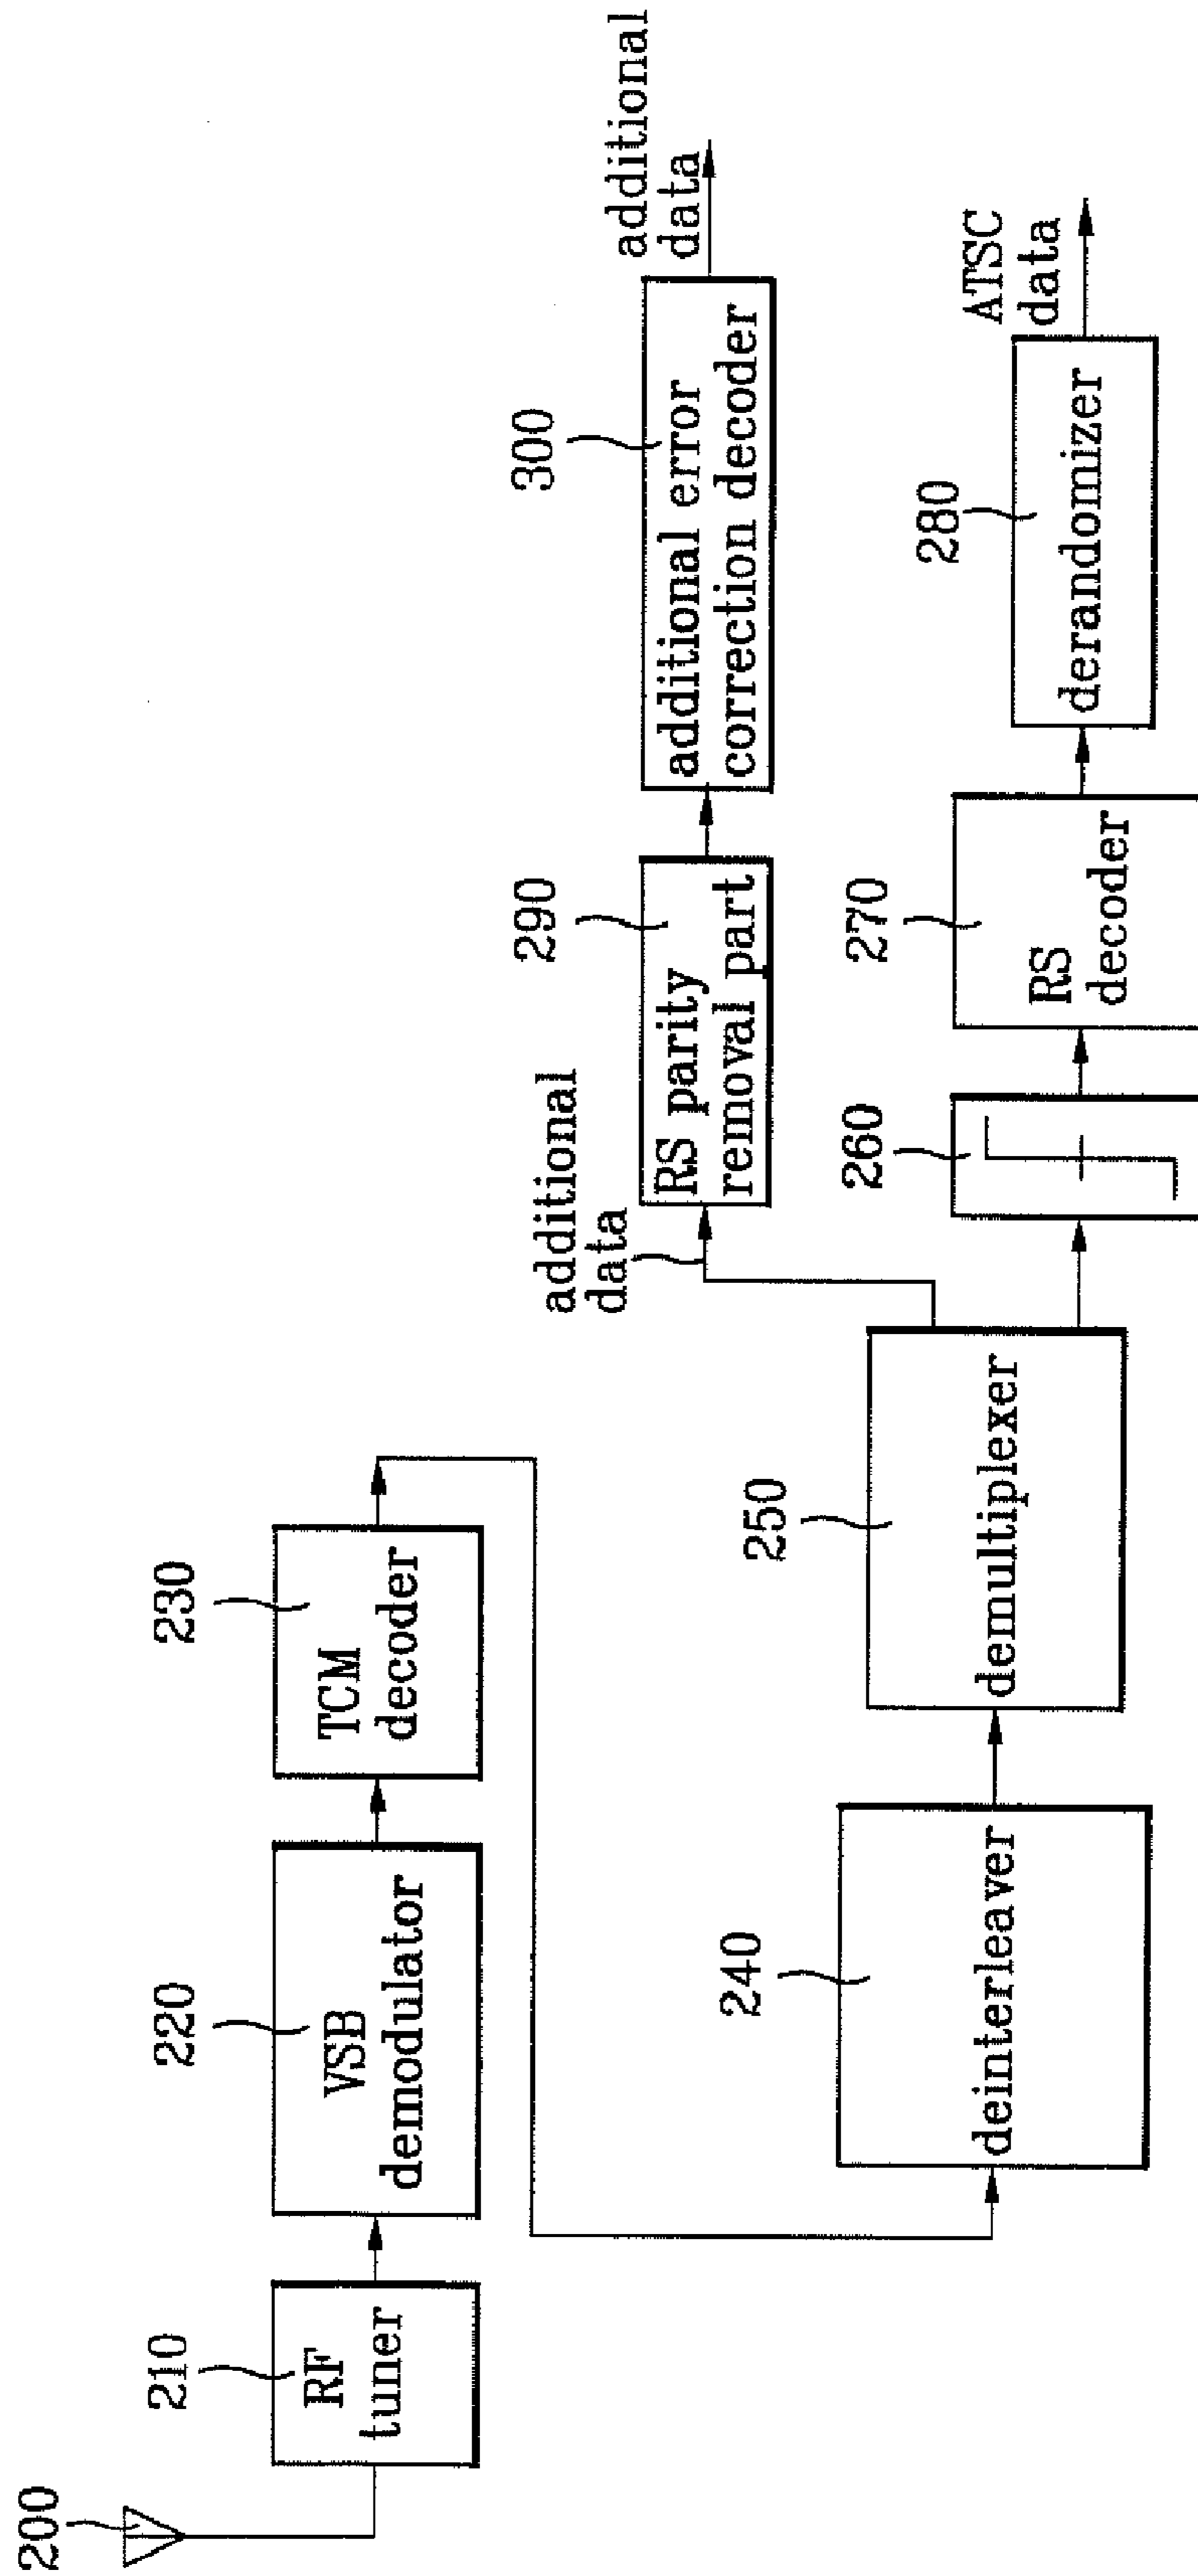 200
210
RF
tuner
220
VSB
demodulator
230
TCM
decoder
240
deinterleaver
250
demultiplexer
additional
data
290
RS parity
removal part
300
additional error
correction decoder
additional
data
260
270
RS
decoder
280
derandomizer
ATSC
data